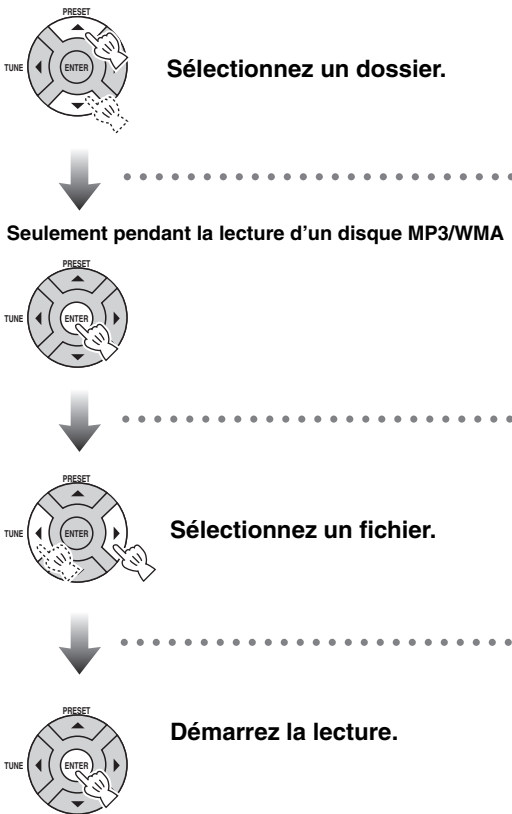 PRESET
TUNE
ENTER
Sélectionnez un dossier.
Seulement pendant la lecture d’un disque MP3/WMA
PRESET
TUNE
ENTER
PRESET
TUNE
ENTER
Sélectionnez un fichier.
PRESET
TUNE
ENTER
Démarrez la lecture.